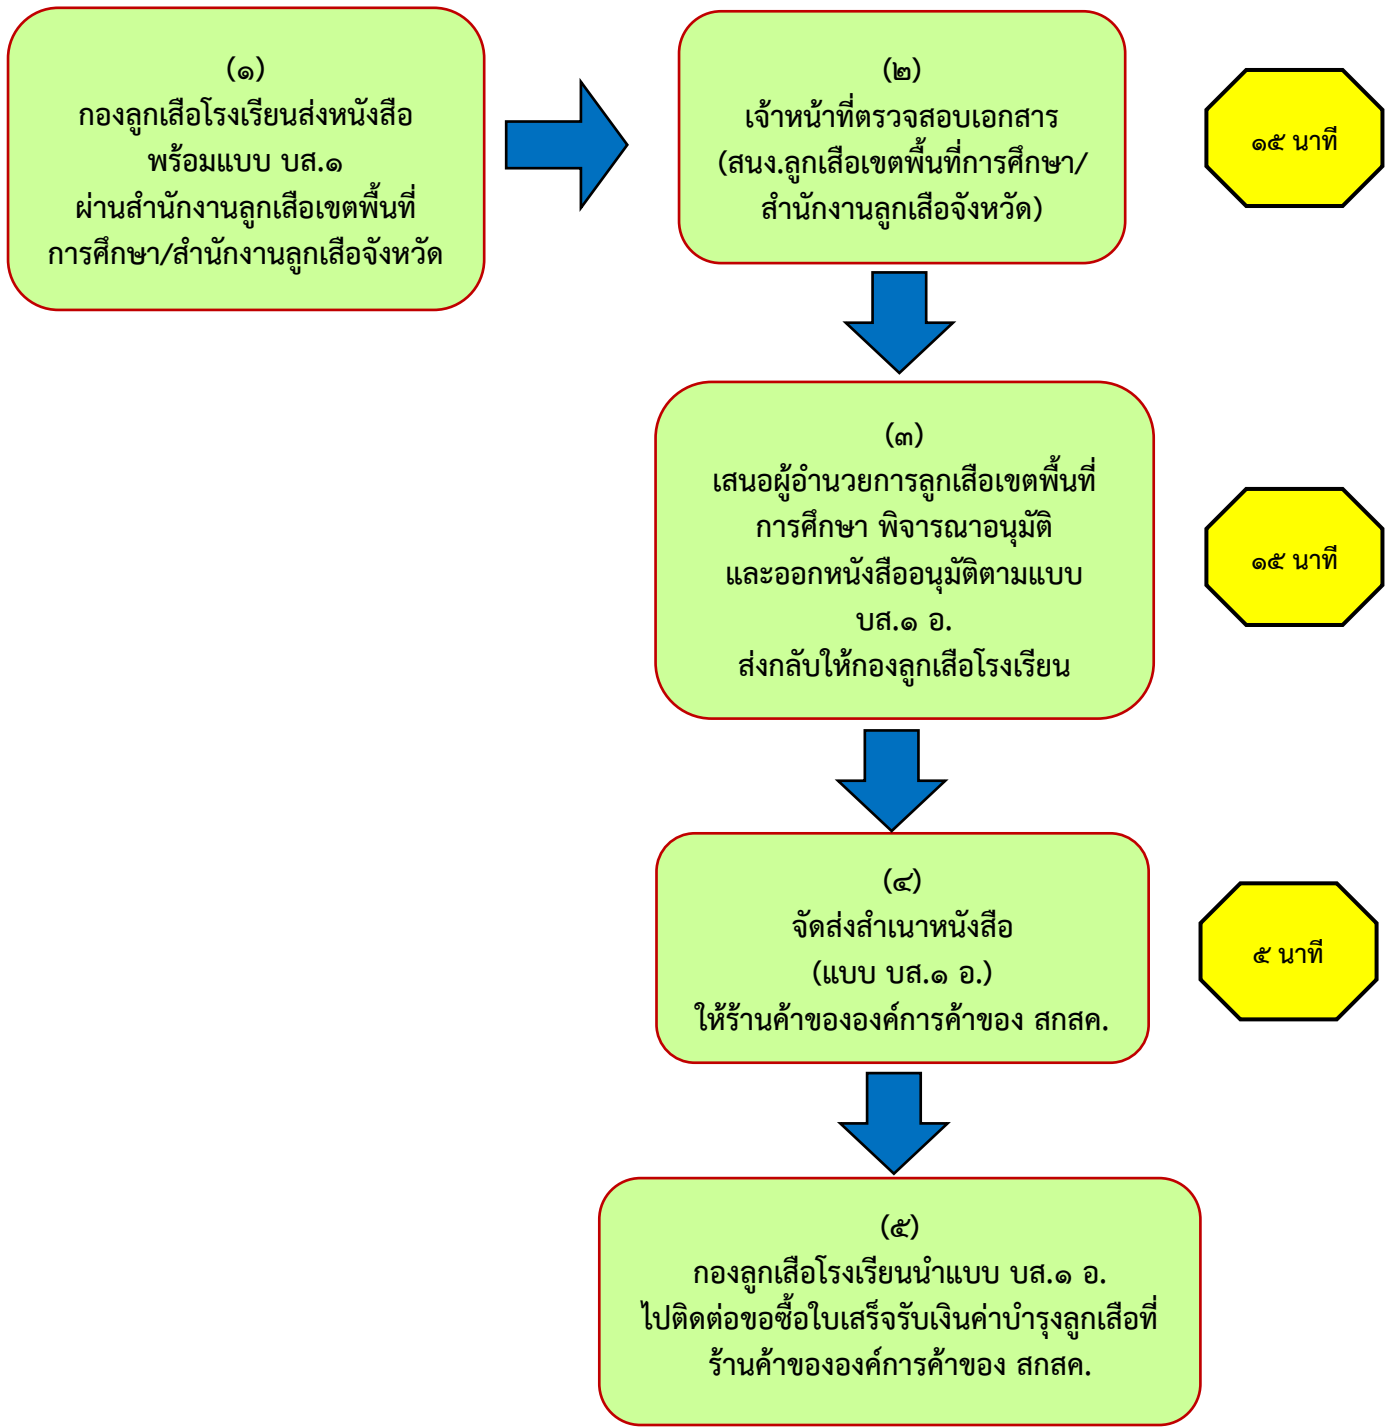 (๑)
กองลูกเสือโรงเรียนส่งหนังสือ
พร้อมแบบ บส.๑
ผ่านสำนักงานลูกเสือเขตพื้นที่
การศึกษา/สำนักงานลูกเสือจังหวัด
(๒)
เจ้าหน้าที่ตรวจสอบเอกสาร
(สนง.ลูกเสือเขตพื้นที่การศึกษา/
สำนักงานลูกเสือจังหวัด)
๑๕ นาที
(๓)
เสนอผู้อำนวยการลูกเสือเขตพื้นที่
การศึกษา พิจารณาอนุมัติ
และออกหนังสืออนุมัติตามแบบ
บส.๑ อ.
ส่งกลับให้กองลูกเสือโรงเรียน
๑๕ นาที
(๔)
จัดส่งสำเนาหนังสือ
(แบบ บส.๑ อ.)
ให้ร้านค้าขององค์การค้าของ สกสค.
๕ นาที
(๕)
กองลูกเสือโรงเรียนนำแบบ บส.๑ อ.
ไปติดต่อขอซื้อใบเสร็จรับเงินค่าบำรุงลูกเสือที่
ร้านค้าขององค์การค้าของ สกสค.